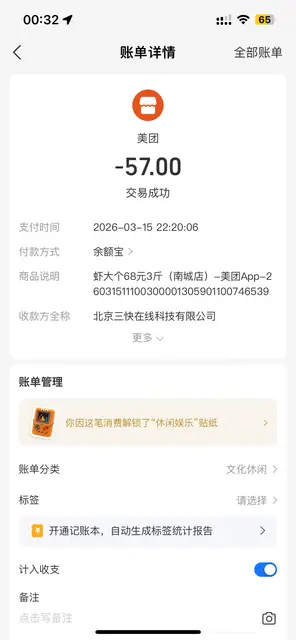 00:32
65
账单详情
全部账单
美团
-57.00
交易成功
支付时间 2026-03-15 22:20:06
付款方式 余额宝
商品说明 虾大个68元3斤（南城店）-美团App-2
6031511100300001305901100746539
收款方全称 北京三快在线科技有限公司
更多
账单管理
你因这笔消费解锁了“休闲娱乐”贴纸
账单分类 文化休闲
标签 请选择
开通记账本，自动生成标签统计报告
计入收支
备注
点击写备注